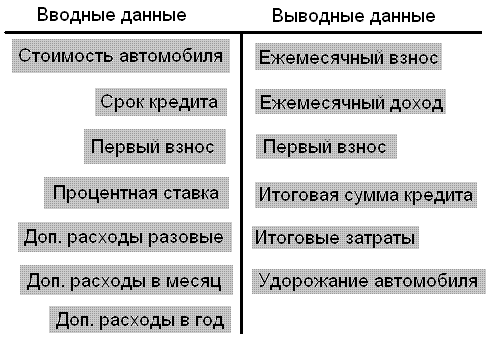 Вводные данные
Выводные данные
Стоимость автомобиля
Ежемесячный взнос
Срок кредита
Ежемесячный доход
Первый взнос
Первый взнос
Процентная ставка
Итоговая сумма кредита
Доп. расходы разовые
Итоговые затраты
Доп. расходы в месяц
Удорожание автомобиля
Доп. расходы в год